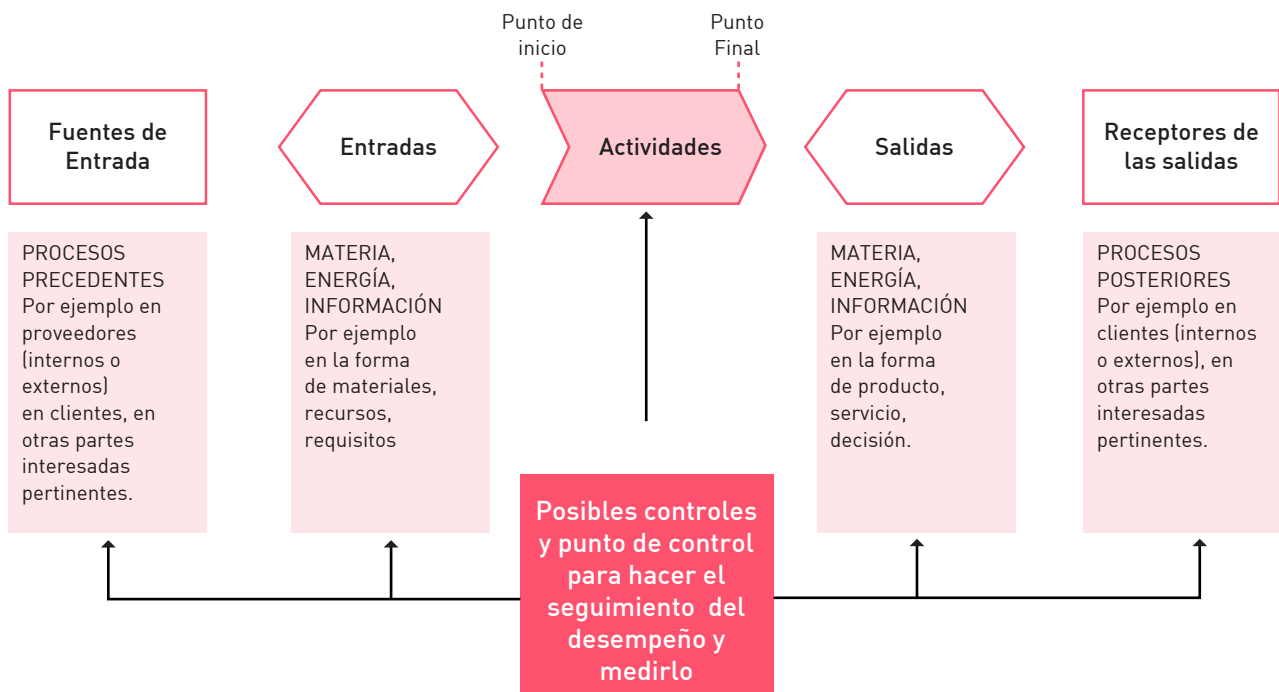 Punto de
inicio
Punto
Final
Fuentes de
Entrada
Entradas
Actividades
Salidas
Receptores de
las salidas
PROCESOS
PRECEDENTES
Por ejemplo en
proveedores
(internos o
externos)
en clientes, en
otras partes
interesadas
pertinentes.
MATERIA,
ENERGÍA,
INFORMACIÓN
Por ejemplo
en la forma
de materiales,
recursos,
requisitos
MATERIA,
ENERGÍA,
INFORMACIÓN
Por ejemplo
en la forma
de producto,
servicio,
decisión.
PROCESOS
POSTERIORES
Por ejemplo en
clientes (internos
o externos), en
otras partes
interesadas
pertinentes.
Posibles controles
y punto de control
para hacer el
seguimiento del
desempeño y
medirlo